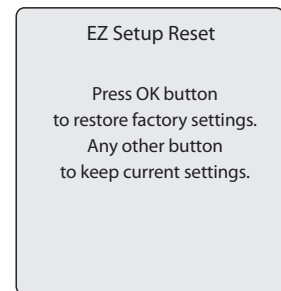 EZ Setup Reset
Press OK button
to restore factory settings.
Any other button
to keep current settings.